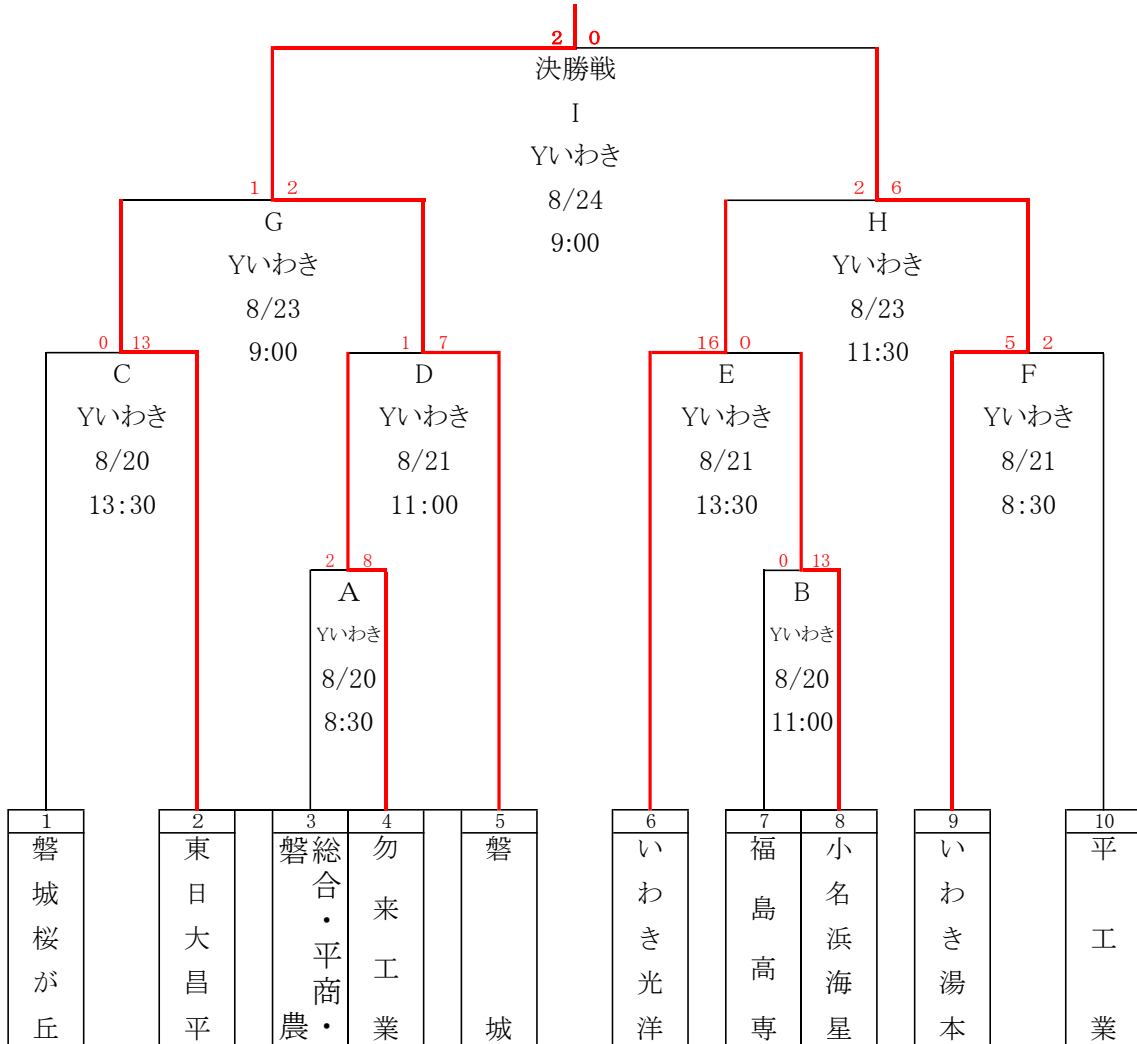 2 0
決勝戦
I
Yいわき
8/24
9:00
1 2
G
Yいわき
8/23
9:00
2 6
H
Yいわき
8/23
11:30
0 13
C
Yいわき
8/20
13:30
1 7
D
Yいわき
8/21
11:00
16 0
E
Yいわき
8/21
13:30
5 2
F
Yいわき
8/21
8:30
2 8
A
Yいわき
8/20
8:30
0 13
B
Yいわき
8/20
11:00
1
磐城桜が丘
2
東日大昌平
3
総合・平商・
磐農
4
勿来工業
5
磐城
6
いわき光洋
7
福島高専
8
小名浜海星
9
いわき湯本
10
平工業